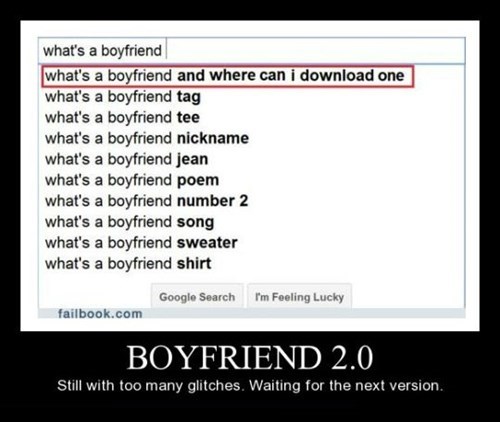 what's a boyfriend
what's a boyfriend and where can i download one
what's a boyfriend tag
what's a boyfriend tee
what's a boyfriend nickname
what's a boyfriend jean
what's a boyfriend poem
what's a boyfriend number 2
what's a boyfriend song
what's a boyfriend sweater
what's a boyfriend shirt
Google Search I'm Feeling Lucky
failbook.com
BOYFRIEND 2.0
Still with too many glitches. Waiting for the next version.